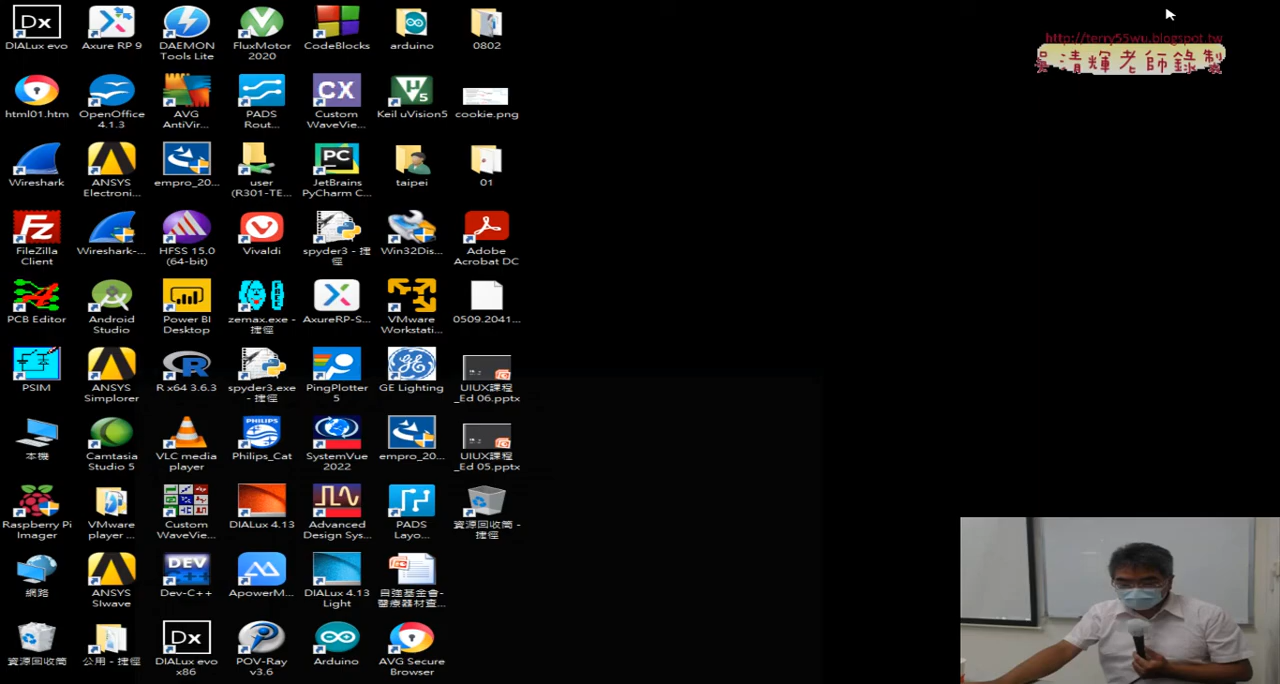 DIALux evo
Axure RP 9
DAEMON
Tools Lite
FluxMotor
2020
CodeBlocks
arduino
0802
http://terry55wu.blogspot.tw
吳清輝老師錄製
html01.htm
OpenOffice
4.1.3
AVG
AntiVir...
PADS
Rout...
Custom
WaveVie...
Keil uVision5
cookie.png
Wireshark
ANSYS
Electroni...
empro_20...
user
(R301-TE...
JetBrains
PyCharm C...
taipei
01
FileZilla
Client
Wireshark-...
HFSS 15.0
(64-bit)
Vivaldi
spyder3 - 捷
徑
Win32Dis...
Adobe
Acrobat DC
PCB Editor
Android
Studio
Power BI
Desktop
zemax.exe -
捷徑
AxureRP-S...
VMware
Workstati...
0509.2041...
PSIM
ANSYS
Simplorer
R x64 3.6.3
spyder3.exe
- 捷徑
PingPlotter
5
GE Lighting
UIUX課程
_Ed 06.pptx
本機
Camtasia
Studio 5
VLC media
player
Philips_Cat
SystemVue
2022
empro_20...
UIUX課程
_Ed 05.pptx
Raspberry Pi
Imager
VMware
player ...
Custom
WaveVie...
DIALux 4.13
Advanced
Design Sys...
PADS
Layo...
資源回收筒 -
捷徑
網路
ANSYS
SIwave
Dev-C++
ApowerM...
DIALux 4.13
Light
自強基金會-
醫療器材查...
資源回收筒
公用 - 捷徑
DIALux evo
x86
POV-Ray
v3.6
Arduino
AVG Secure
Browser